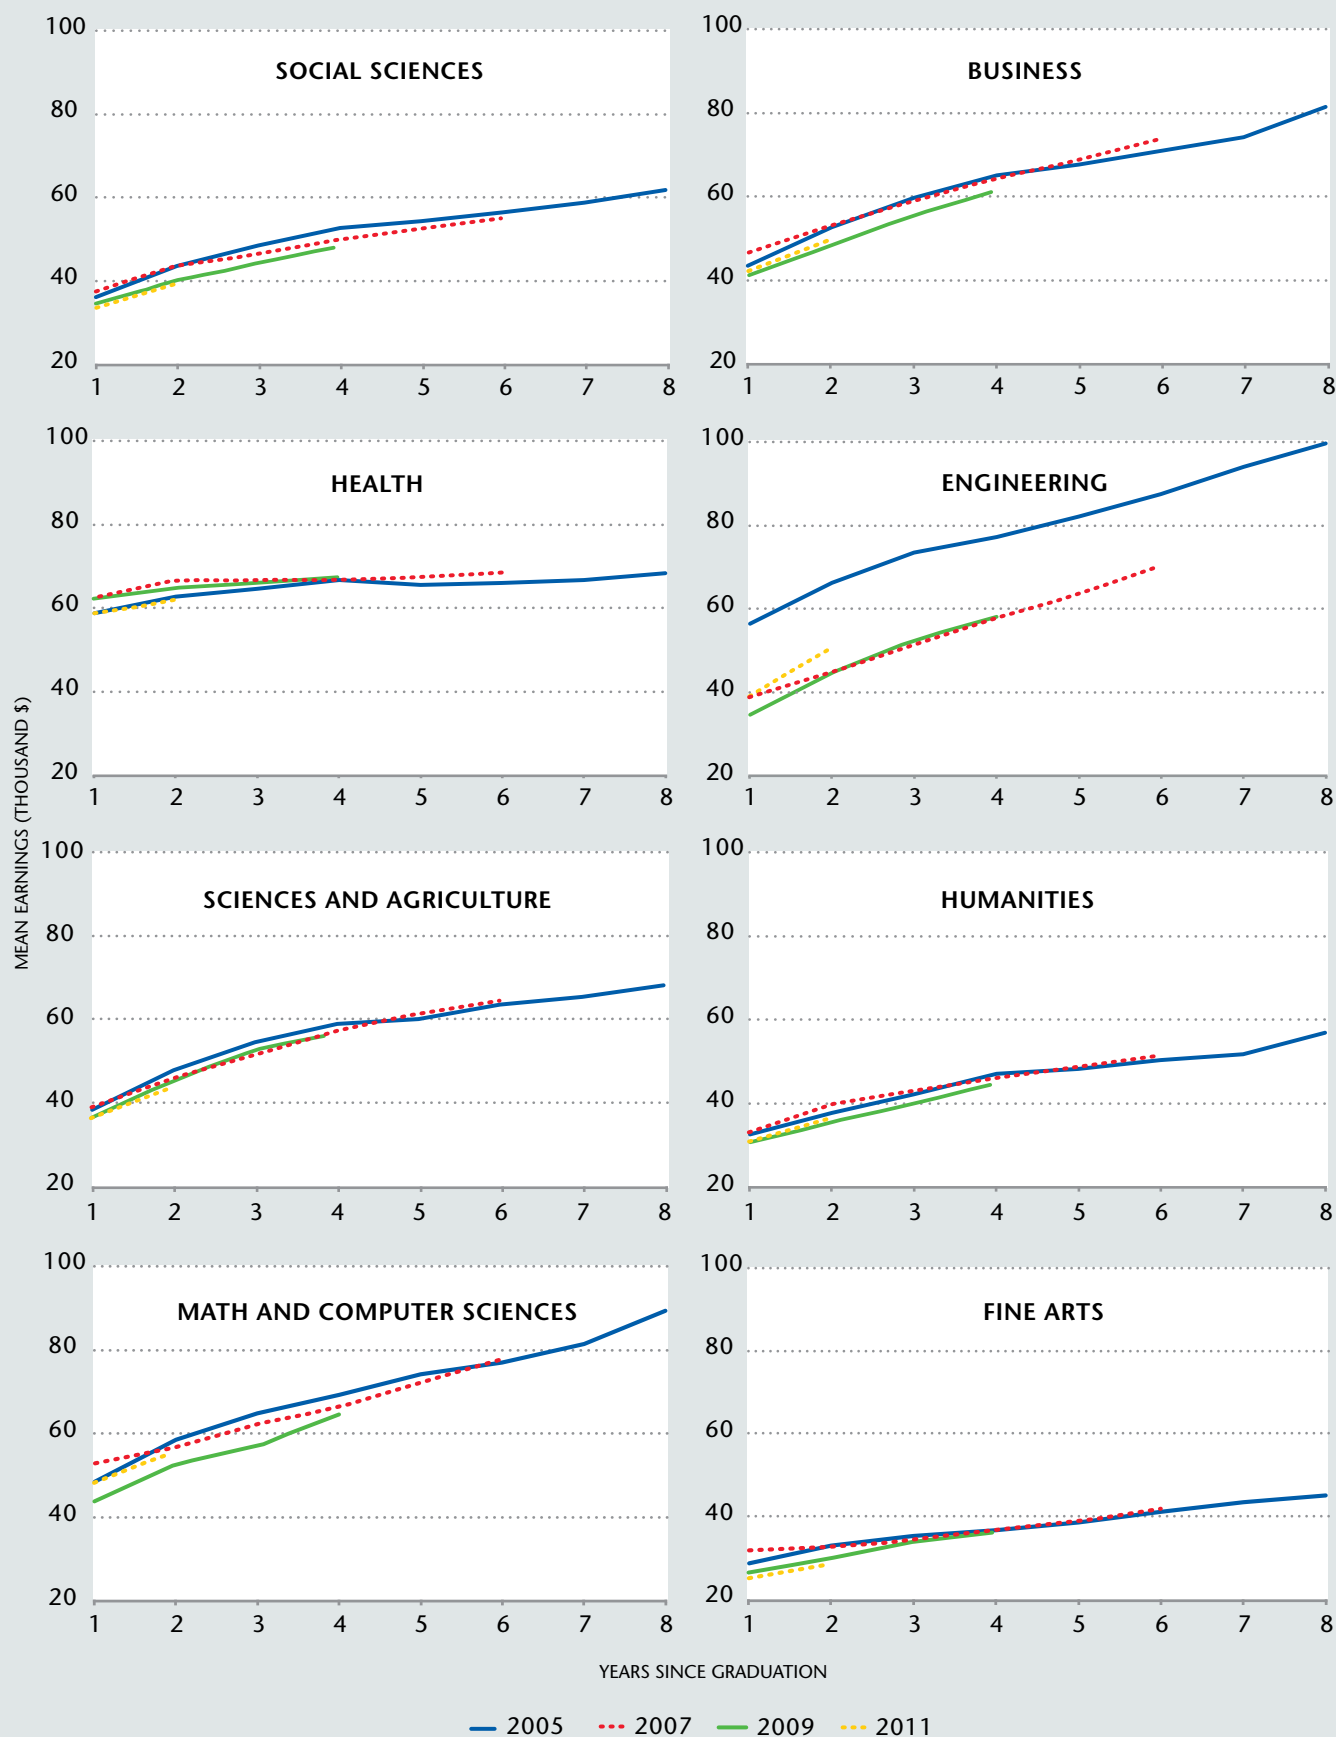 MEAN EARNINGS (THOUSAND $)
SOCIAL SCIENCES
100
80
60
40
20
1 2 3 4 5 6 7 8
BUSINESS
100
80
60
40
20
1 2 3 4 5 6 7 8
HEALTH
100
80
60
40
20
1 2 3 4 5 6 7 8
ENGINEERING
100
80
60
40
20
1 2 3 4 5 6 7 8
SCIENCES AND AGRICULTURE
100
80
60
40
20
1 2 3 4 5 6 7 8
HUMANITIES
100
80
60
40
20
1 2 3 4 5 6 7 8
MATH AND COMPUTER SCIENCES
100
80
60
40
20
1 2 3 4 5 6 7 8
FINE ARTS
100
80
60
40
20
1 2 3 4 5 6 7 8
YEARS SINCE GRADUATION
2005 2007 2009 2011